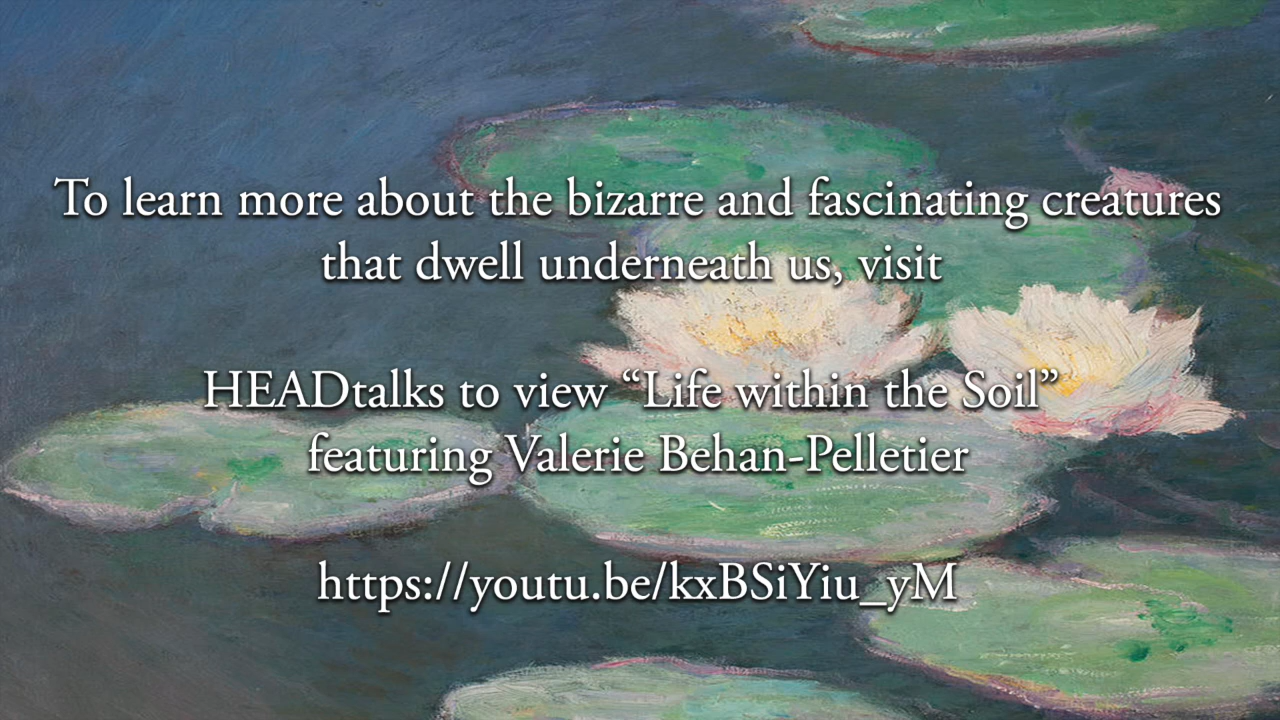 To learn more about the bizarre and fascinating creatures
that dwell underneath us, visit
HEADtalks to view “Life within the Soil”
featuring Valerie Behan-Pelletier
https://youtu.be/kxBSiYiu_yM